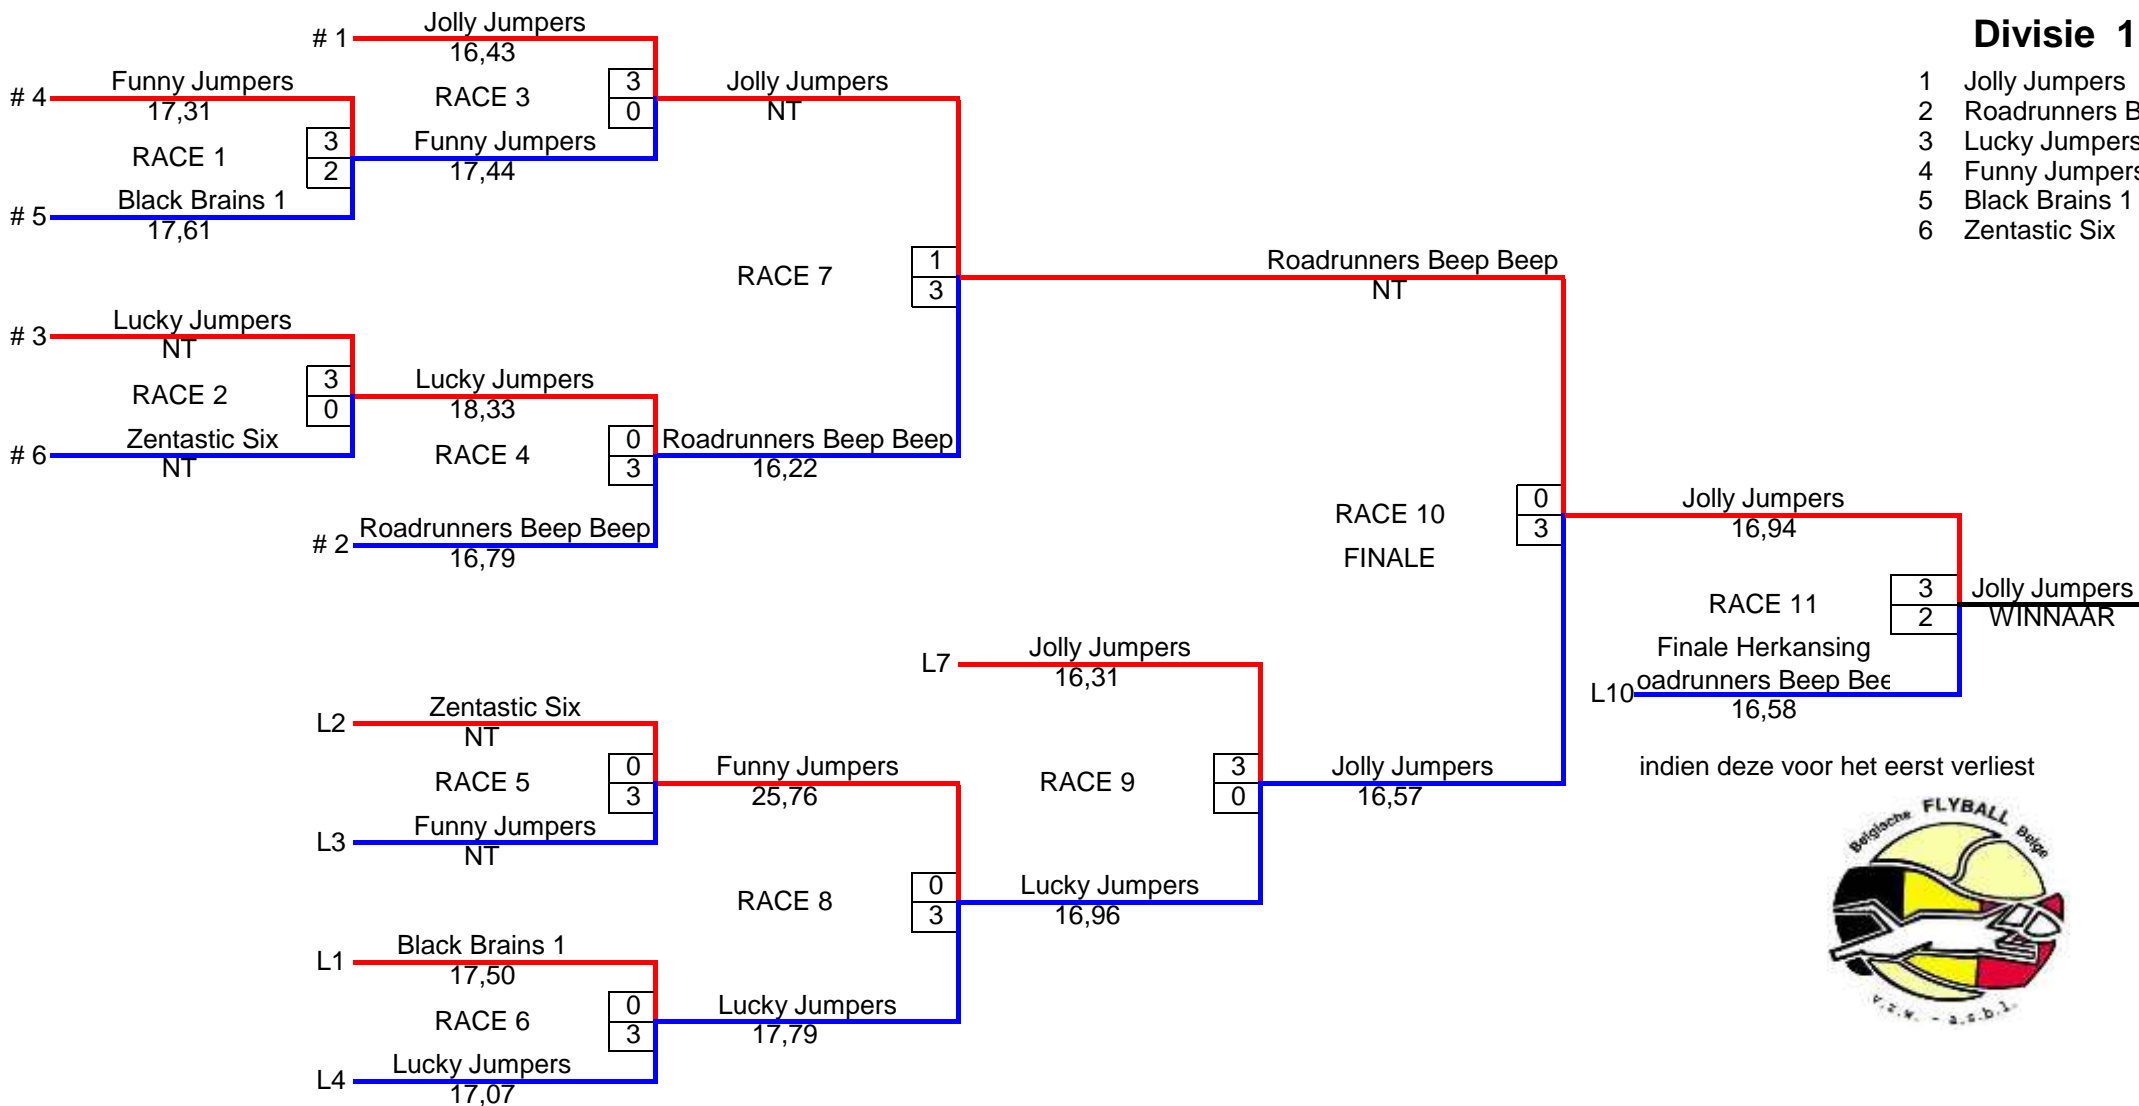 Divisie 1
1 Jolly Jumpers
2 Roadrunners B
3 Lucky Jumpers
4 Funny Jumpers
5 Black Brains 1
6 Zentastic Six
# 1
Jolly Jumpers
16,43
# 4
Funny Jumpers
17,31
RACE 3
3
0
Jolly Jumpers
NT
RACE 1
3
2
Funny Jumpers
17,44
# 5
Black Brains 1
17,61
RACE 7
1
3
Roadrunners Beep Beep
NT
# 3
Lucky Jumpers
NT
RACE 2
3
0
Lucky Jumpers
18,33
# 6
Zentastic Six
NT
RACE 4
0
3
Roadrunners Beep Beep
16,22
# 2
Roadrunners Beep Beep
16,79
RACE 10
FINALE
0
3
Jolly Jumpers
16,94
RACE 11
3
2
Jolly Jumpers
WINNAAR
Finale Herkansing
L10
oadrunners Beep Bee
16,58
indien deze voor het eerst verliest
L7
Jolly Jumpers
16,31
L2
Zentastic Six
NT
RACE 5
0
3
Funny Jumpers
25,76
RACE 9
3
0
Jolly Jumpers
16,57
L3
Funny Jumpers
NT
RACE 8
0
3
Lucky Jumpers
16,96
L1
Black Brains 1
17,50
RACE 6
0
3
Lucky Jumpers
17,79
L4
Lucky Jumpers
17,07
Belgische FLYBALL Belge
v.z.w. - a.s.b.l.